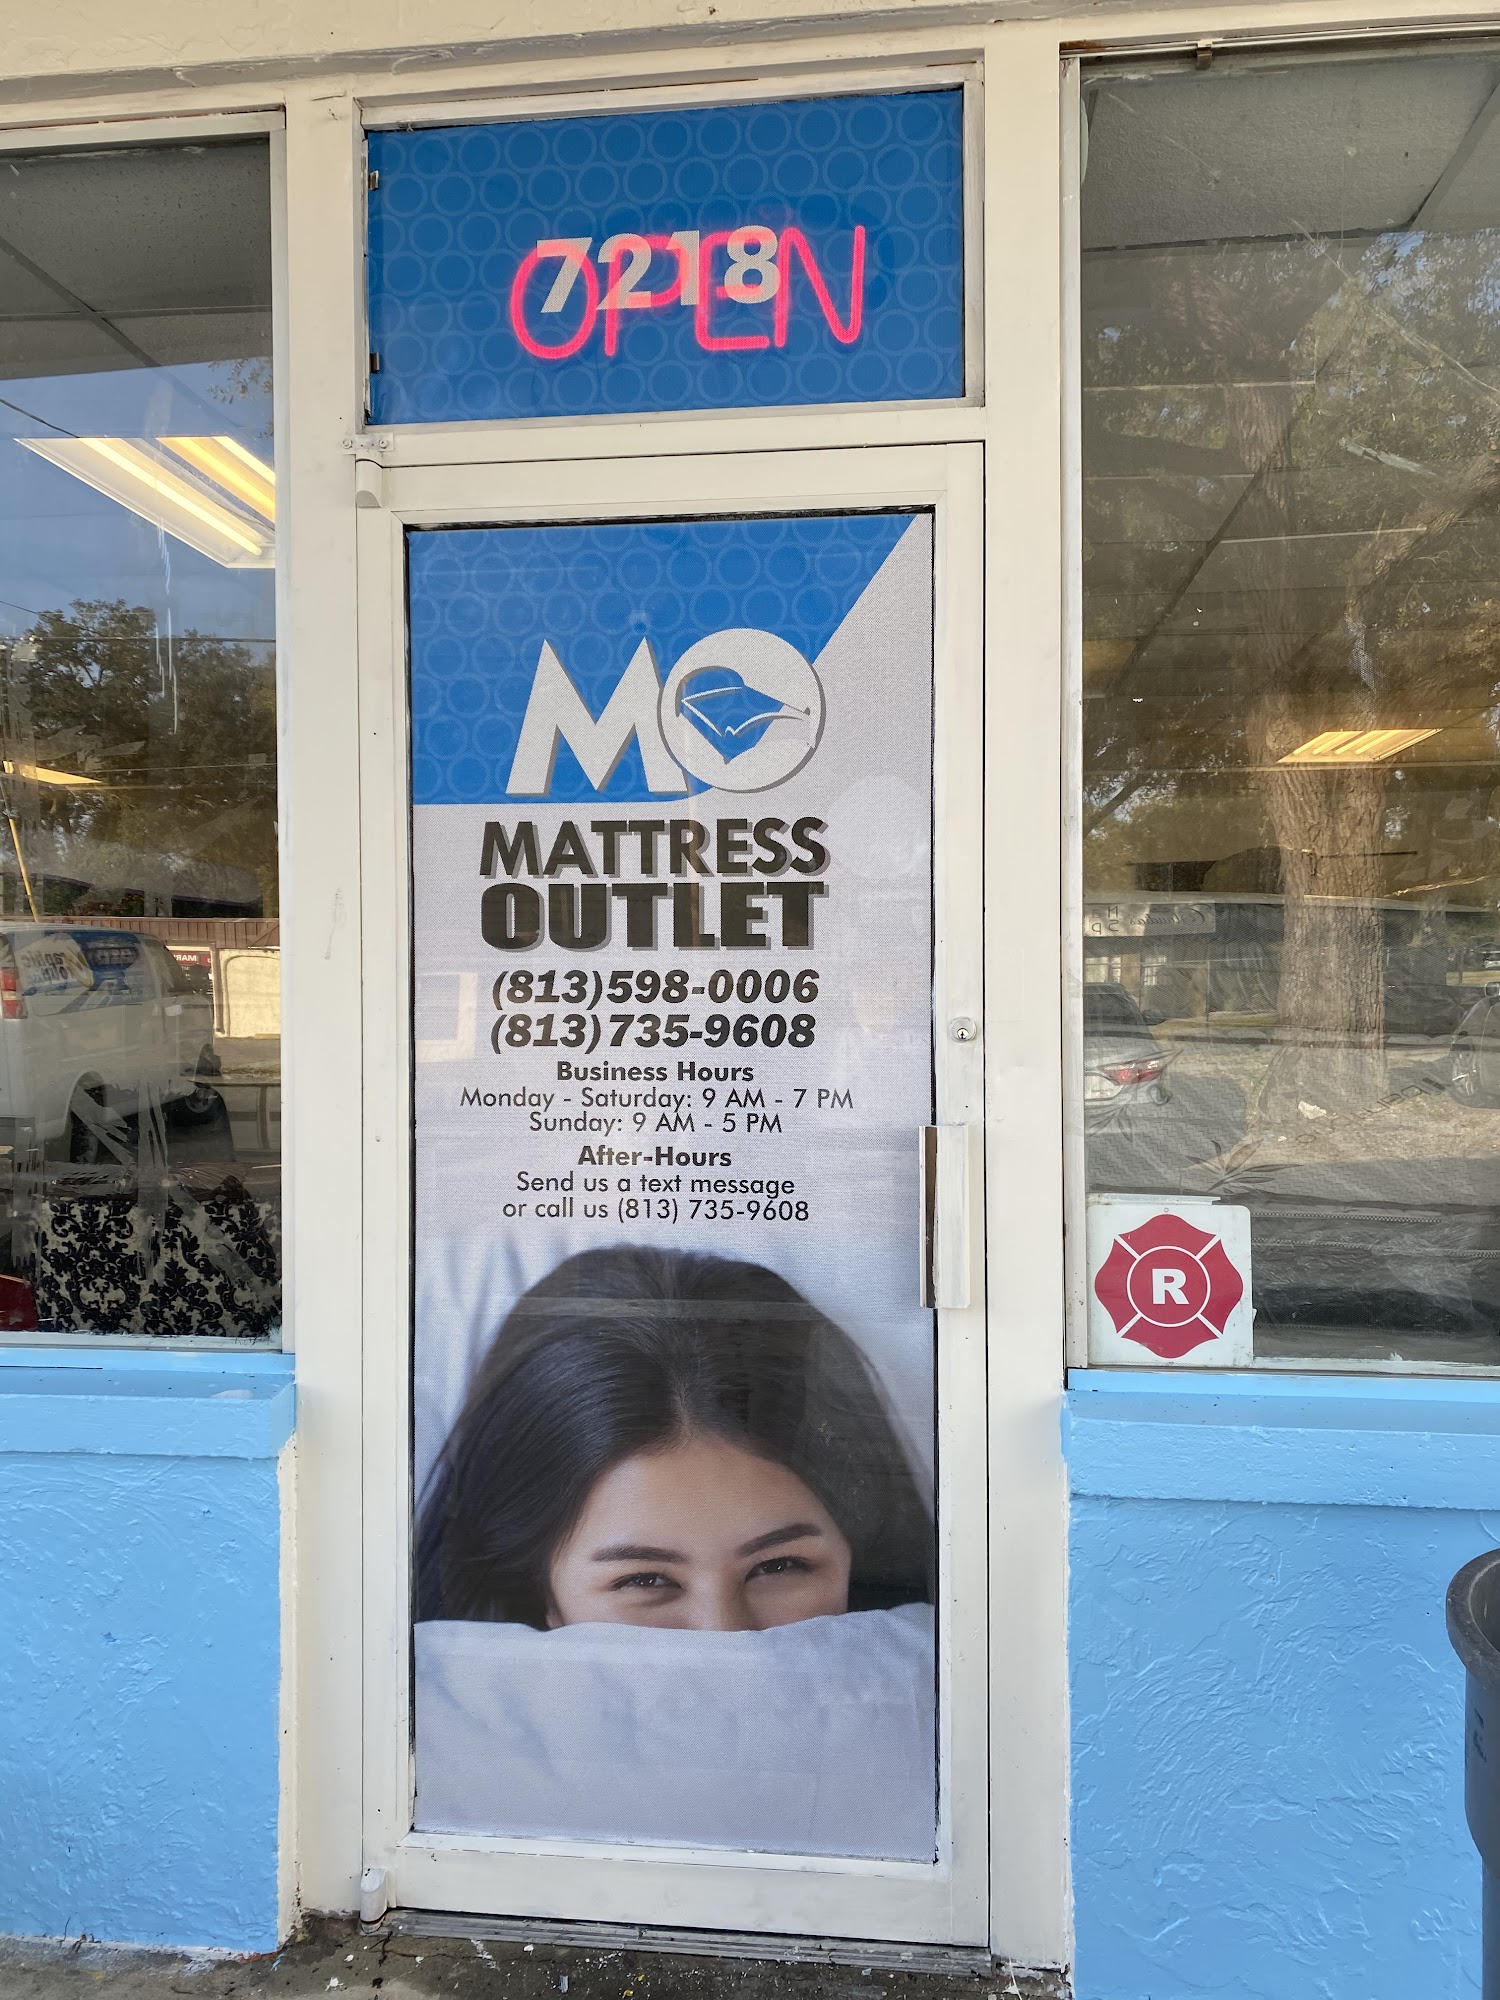 7218
OPEN
MO
MATTRESS
OUTLET
(813)598-0006
(813)735-9608
Business Hours
Monday - Saturday: 9 AM - 7 PM
Sunday: 9 AM - 5 PM
After-Hours
Send us a text message
or call us (813) 735-9608
R